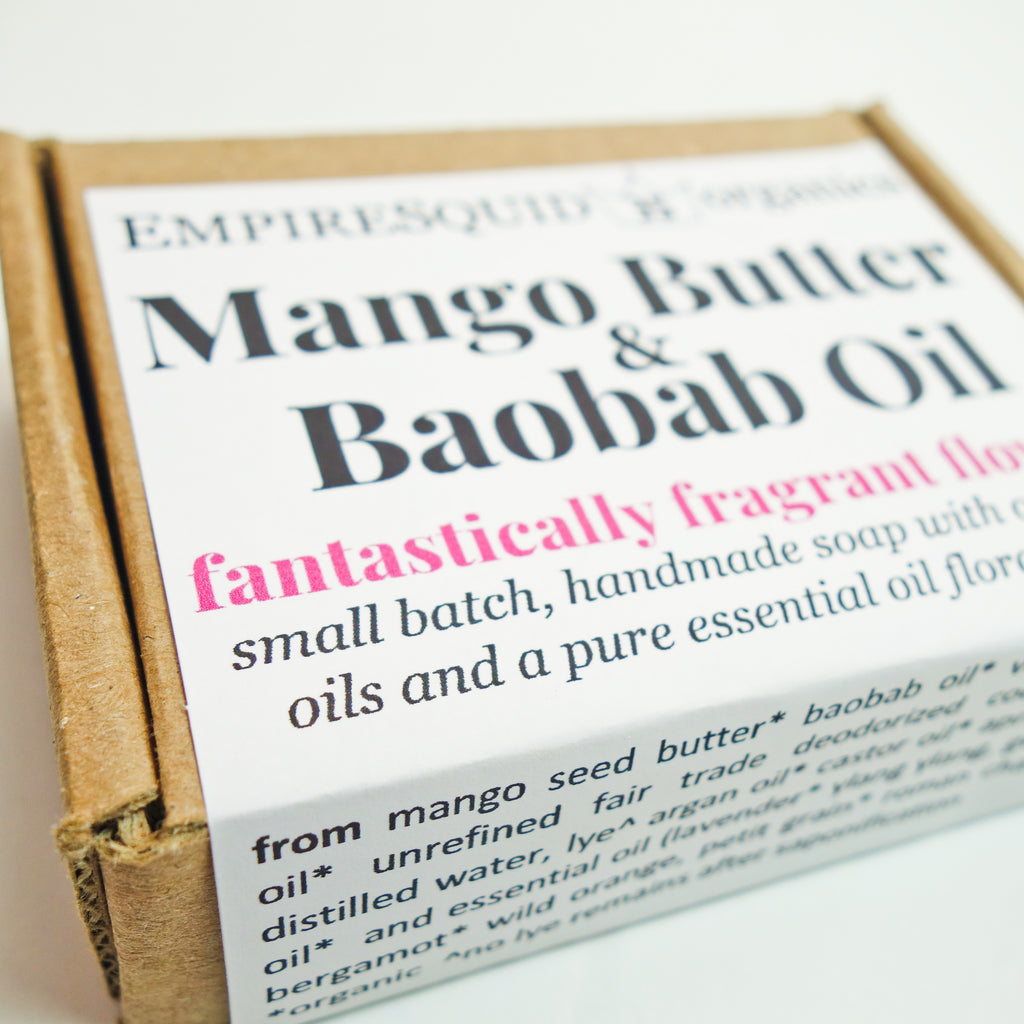 EMPIRESQUID organics
Mango Butter
&
Baobab Oil
fantastically fragrant
small batch, handmade soap with
oils and a pure essential oil
from mango seed butter* baobab oil*
oil* unrefined fair trade deodorized
distilled water, lye^ argan oil* castor oil*
oil* and essential oil (lavender* ylang ylang,
bergamot* wild orange, petit grain* roman
*organic ^no lye remains after saponification